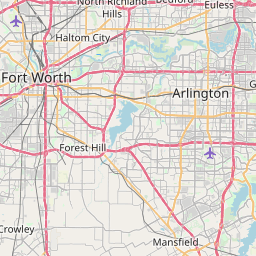 North Richland
Hills
Bedford
Euless
Haltom City
Fort Worth
Arlington
Forest Hill
Crowley
Mansfield